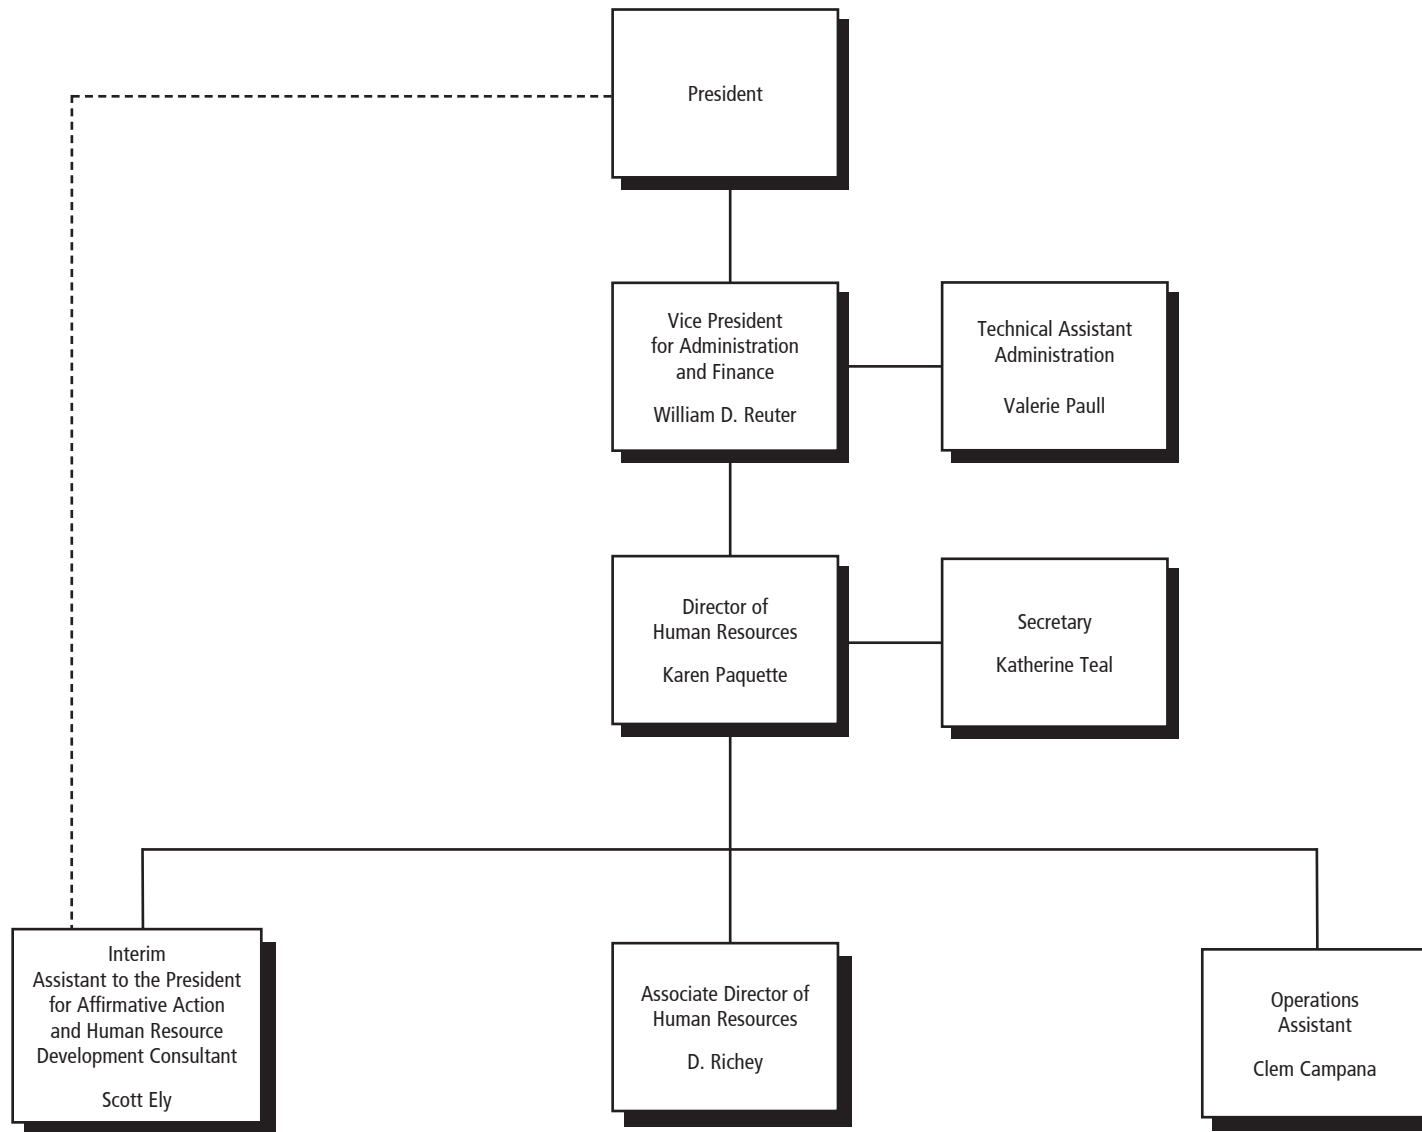 President
Vice President
for Administration
and Finance
William D. Reuter
Technical Assistant
Administration
Valerie Paull
Director of
Human Resources
Karen Paquette
Secretary
Katherine Teal
Interim
Assistant to the President
for Affirmative Action
and Human Resource
Development Consultant
Scott Ely
Associate Director of
Human Resources
D. Richey
Operations
Assistant
Clem Campana